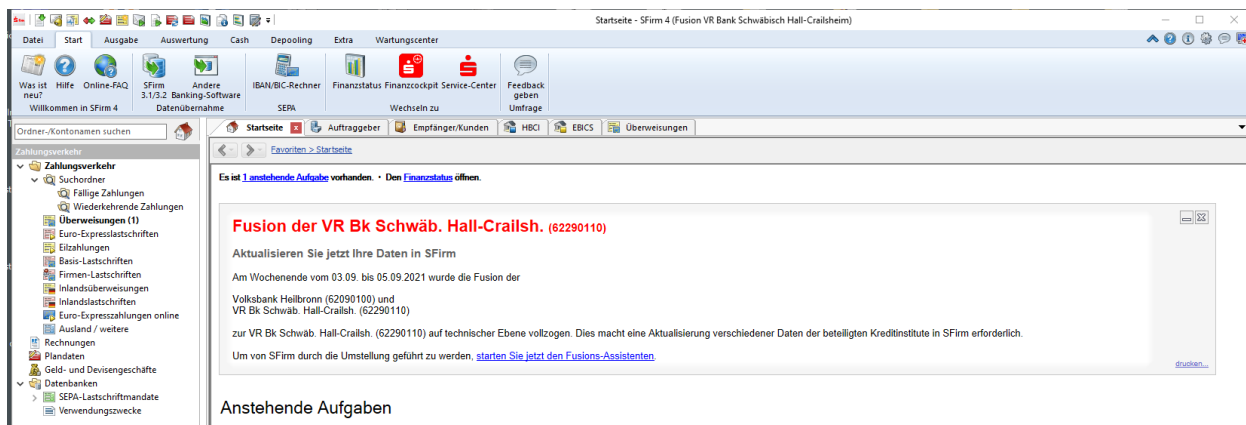 Startseite - SFirm 4 (Fusion VR Bank Schwäbisch Hall-Crailsheim)
Datei Start Ausgabe Auswertung Cash Depooling Extra Wartungscenter
Was ist neu? Hilfe Online-FAQ SFirm 3.1/3.2 Andere Banking-Software IBAN/BIC-Rechner Finanzstatus Finanzcockpit Service-Center Feedback geben
Willkommen in SFirm 4 Datenübernahme SEPA Wechseln zu Umfrage
Ordner-/Kontonamen suchen
Startseite Auftraggeber Empfänger/Kunden HBCI EBICS Überweisungen
Zahlungsverkehr
Favoriten > Startseite
Zahlungsverkehr
Suchordner
Fällige Zahlungen
Wiederkehrende Zahlungen
Überweisungen (1)
Euro-Expresslastschriften
Eilzahlungen
Basis-Lastschriften
Firmen-Lastschriften
Inlandsüberweisungen
Inlandslastschriften
Euro-Expresszahlungen online
Ausland / weitere
Rechnungen
Plandaten
Geld- und Devisengeschäfte
Datenbanken
SEPA-Lastschriftmandate
Verwendungszwecke
Es ist 1 anstehende Aufgabe vorhanden. • Den Finanzstatus öffnen.
Fusion der VR Bk Schwäb. Hall-Crailsh. (62290110)
Aktualisieren Sie jetzt Ihre Daten in SFirm
Am Wochenende vom 03.09. bis 05.09.2021 wurde die Fusion der
Volksbank Heilbronn (62090100) und
VR Bk Schwäb. Hall-Crailsh. (62290110)
zur VR Bk Schwäb. Hall-Crailsh. (62290110) auf technischer Ebene vollzogen. Dies macht eine Aktualisierung verschiedener Daten der beteiligten Kreditinstitute in SFirm erforderlich.
Um von SFirm durch die Umstellung geführt zu werden, starten Sie jetzt den Fusions-Assistenten.
drucken...
Anstehende Aufgaben